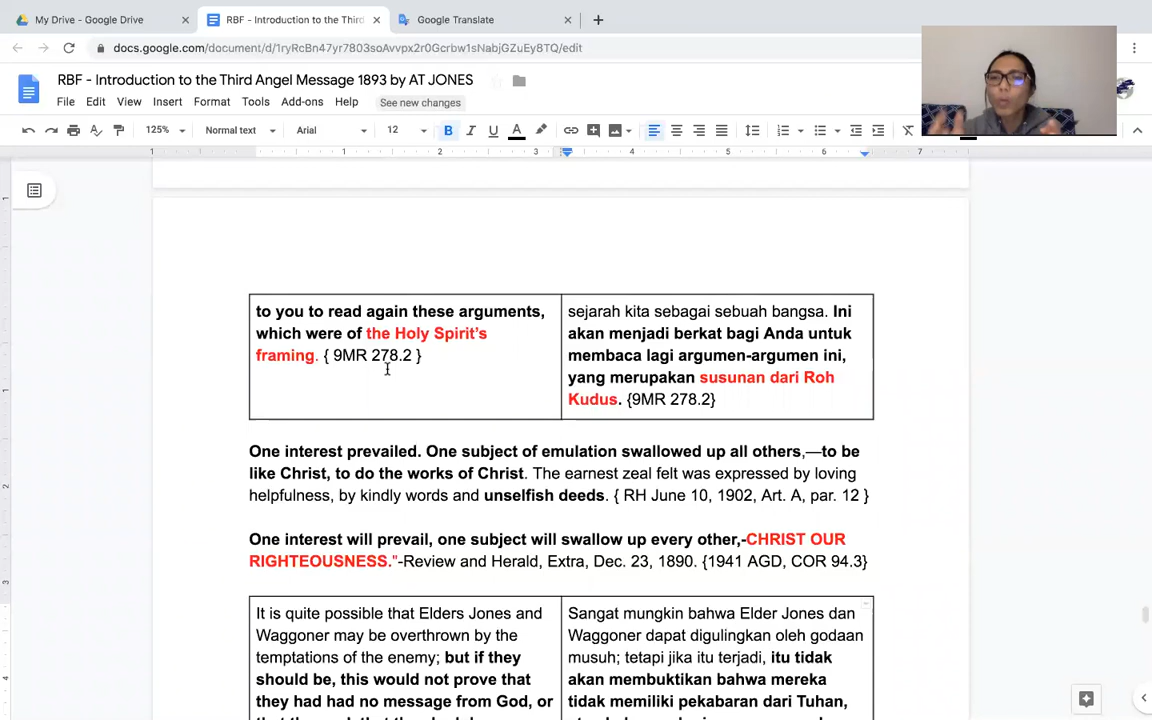 My Drive - Google Drive
RBF - Introduction to the Third
Google Translate
docs.google.com/document/d/1ryRcBn47yr7803soAvvpx2r0Gcrbw1sNabjGZuEy8TQ/edit
RBF - Introduction to the Third Angel Message 1893 by AT JONES
File Edit View Insert Format Tools Add-ons Help See new changes
125% Normal text Arial 12 B I U A
1 1 2 3 4 5 6 7
to you to read again these arguments,
which were of the Holy Spirit's
framing. { 9MR 278.2 }
sejarah kita sebagai sebuah bangsa. Ini
akan menjadi berkat bagi Anda untuk
membaca lagi argumen-argumen ini,
yang merupakan susunan dari Roh
Kudus. {9MR 278.2}
One interest prevailed. One subject of emulation swallowed up all others,—to be
like Christ, to do the works of Christ. The earnest zeal felt was expressed by loving
helpfulness, by kindly words and unselfish deeds. { RH June 10, 1902, Art. A, par. 12 }
One interest will prevail, one subject will swallow up every other,-CHRIST OUR
RIGHTEOUSNESS."-Review and Herald, Extra, Dec. 23, 1890. {1941 AGD, COR 94.3}
It is quite possible that Elders Jones and
Waggoner may be overthrown by the
temptations of the enemy; but if they
should be, this would not prove that
they had had no message from God, or
Sangat mungkin bahwa Elder Jones dan
Waggoner dapat digulingkan oleh godaan
musuh; tetapi jika itu terjadi, itu tidak
akan membuktikan bahwa mereka
tidak memiliki pekabaran dari Tuhan,